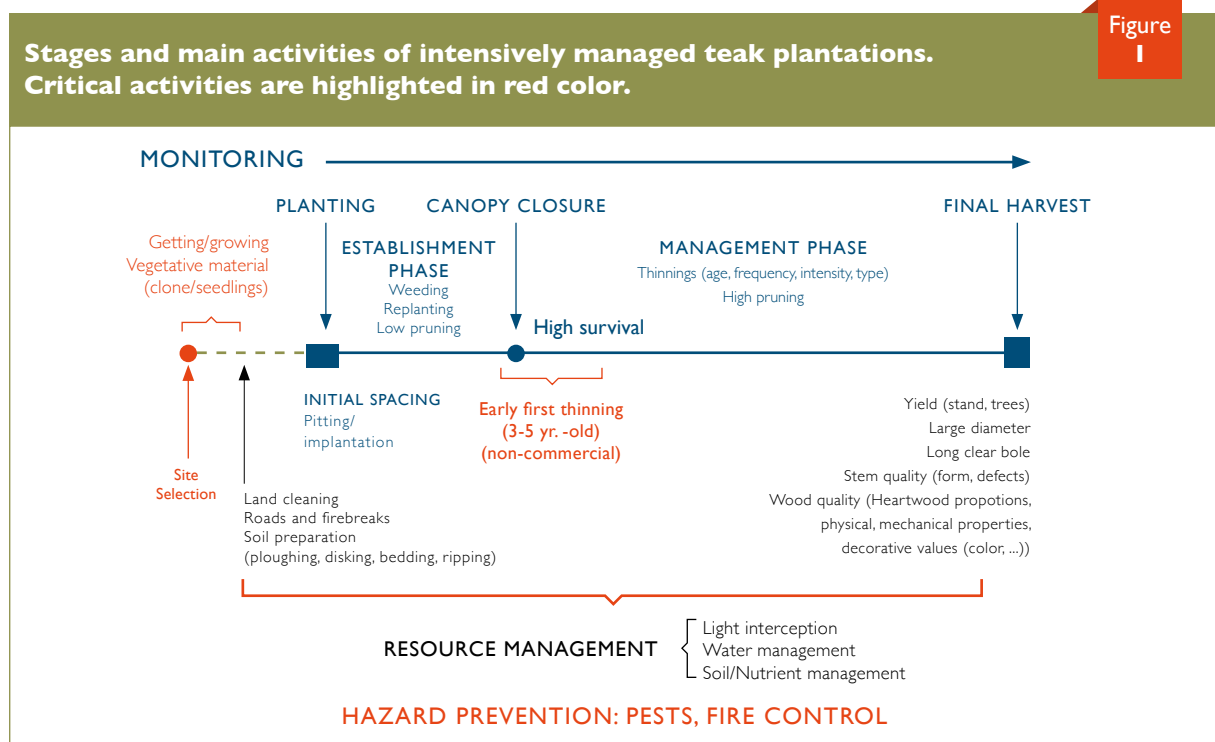 Figure
1
Stages and main activities of intensively managed teak plantations.
Critical activities are highlighted in red color.
MONITORING
PLANTING
CANOPY CLOSURE
FINAL HARVEST
Getting/growing
Vegetative material
(clone/seedlings)
ESTABLISHMENT
PHASE
Weeding
Replanting
Low pruning
MANAGEMENT PHASE
Thinnings (age, frequency, intensity, type)
High pruning
High survival
INITIAL SPACING
Pitting/
implantation
Early first thinning
(3-5 yr. -old)
(non-commercial)
Site
Selection
Land cleaning
Roads and firebreaks
Soil preparation
(ploughing, disking, bedding, ripping)
Yield (stand, trees)
Large diameter
Long clear bole
Stem quality (form, defects)
Wood quality (Heartwood propotions,
physical, mechanical properties,
decorative values (color, ...))
RESOURCE MANAGEMENT
Light interception
Water management
Soil/Nutrient management
HAZARD PREVENTION: PESTS, FIRE CONTROL